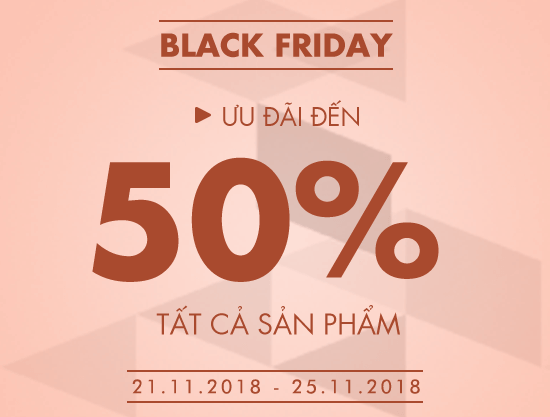 BLACK FRIDAY
ƯU ĐÃI ĐẾN
50%
TẤT CẢ SẢN PHẨM
21.11.2018 - 25.11.2018